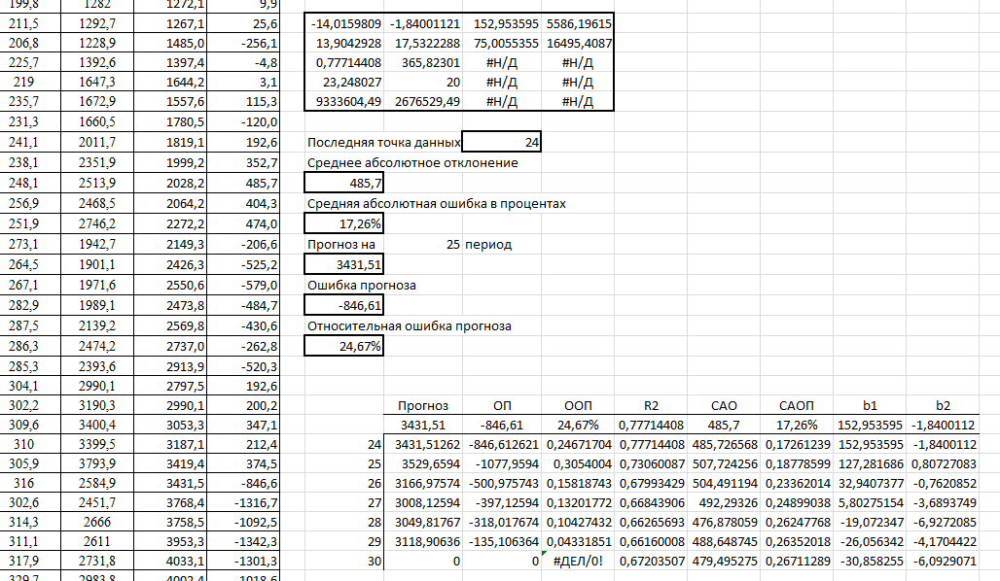 199,8 1282 1272,1 9,9
211,5 1292,7 1267,1 25,6 -14,0159809 -1,84001121 152,953595 5586,19615
206,8 1228,9 1485,0 -256,1 13,9042928 17,5322288 75,0055355 16495,4087
225,7 1392,6 1397,4 -4,8 0,77714408 365,82301 #Н/Д #Н/Д
219 1647,3 1644,2 3,1 23,248027 20 #Н/Д #Н/Д
235,7 1672,9 1557,6 115,3 9333604,49 2676529,49 #Н/Д #Н/Д
231,3 1660,5 1780,5 -120,0
241,1 2011,7 1819,1 192,6 Последняя точка данных 24
238,1 2351,9 1999,2 352,7 Среднее абсолютное отклонение
248,1 2513,9 2028,2 485,7 485,7
256,9 2468,5 2064,2 404,3 Средняя абсолютная ошибка в процентах
251,9 2746,2 2272,2 474,0 17,26%
273,1 1942,7 2149,3 -206,6 Прогноз на 25 период
264,5 1901,1 2426,3 -525,2 3431,51
267,1 1971,6 2550,6 -579,0 Ошибка прогноза
282,9 1989,1 2473,8 -484,7 -846,61
287,5 2139,2 2569,8 -430,6 Относительная ошибка прогноза
286,3 2474,2 2737,0 -262,8 24,67%
285,3 2393,6 2913,9 -520,3
304,1 2990,1 2797,5 192,6
302,2 3190,3 2990,1 200,2 Прогноз ОП ООП R2 САО САОП b1 b2
309,6 3400,4 3053,3 347,1 3431,51 -846,61 24,67% 0,77714408 485,7 17,26% 152,953595 -1,8400112
310 3399,5 3187,1 212,4 24 3431,51262 -846,612621 0,24671704 0,77714408 485,726568 0,17261239 152,953595 -1,8400112
305,9 3793,9 3419,4 374,5 25 3529,6594 -1077,9594 0,3054004 0,73060087 507,724256 0,18778599 127,281686 0,80727083
316 2584,9 3431,5 -846,6 26 3166,97574 -500,975743 0,15818743 0,67993429 504,491194 0,23362014 32,9407377 -0,7620852
302,6 2451,7 3768,4 -1316,7 27 3008,12594 -397,12594 0,13201772 0,66843906 492,29326 0,24899038 5,80275154 -3,6893749
314,3 2666 3758,5 -1092,5 28 3049,81767 -318,017674 0,10427432 0,66265693 476,878059 0,26247768 -19,072347 -6,9272085
311,1 2611 3953,3 -1342,3 29 3118,90636 -135,106364 0,04331851 0,66160008 488,648745 0,26352018 -26,056342 -4,1704422
317,9 2731,8 4033,1 -1301,3 30 0 0 #ДЕЛ/0! 0,67203507 479,495275 0,26711289 -30,858255 -6,0929071
329,7 2983,8 4002,4 -1018,6